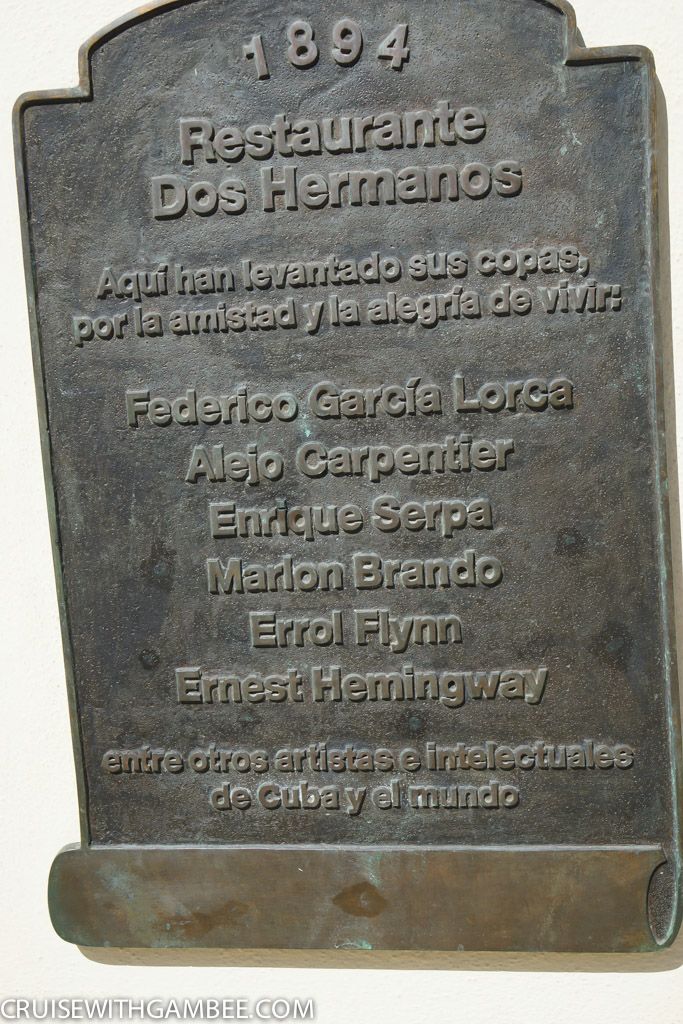 1894
Restaurante
Dos Hermanos
Aquí han levantado sus copas,
por la amistad y la alegría de vivir:
Federico García Lorca
Alejo Carpentier
Enrique Serpa
Marlon Brando
Errol Flynn
Ernest Hemingway
entre otros artistas e intelectuales
de Cuba y el mundo
CRUISEWITHGAMBEE.COM